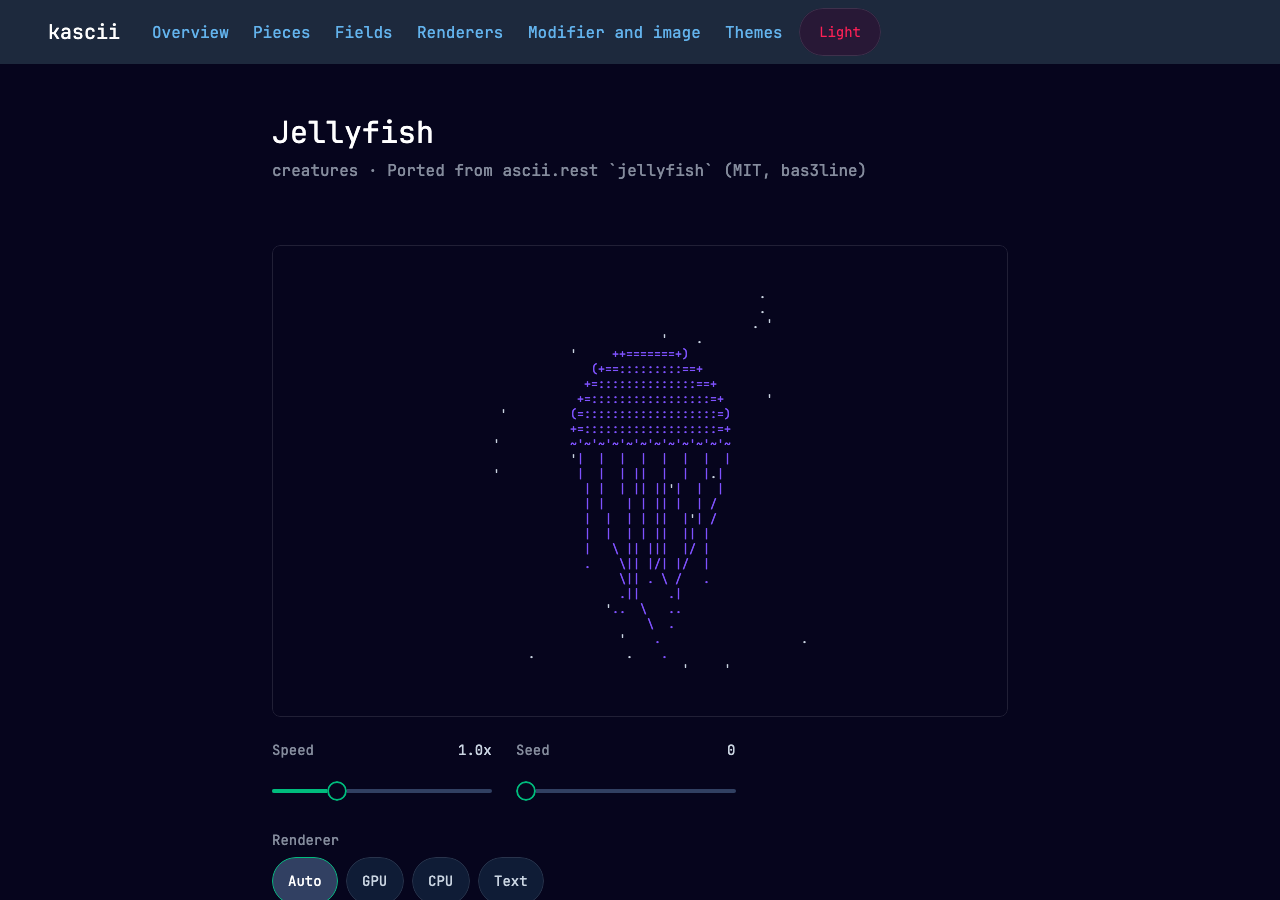 kascii Overview Pieces Fields Renderers Modifier and image Themes Light
Jellyfish
creatures · Ported from ascii.rest `jellyfish` (MIT, bas3line)
Speed 1.0x Seed 0
Renderer
Auto GPU CPU Text